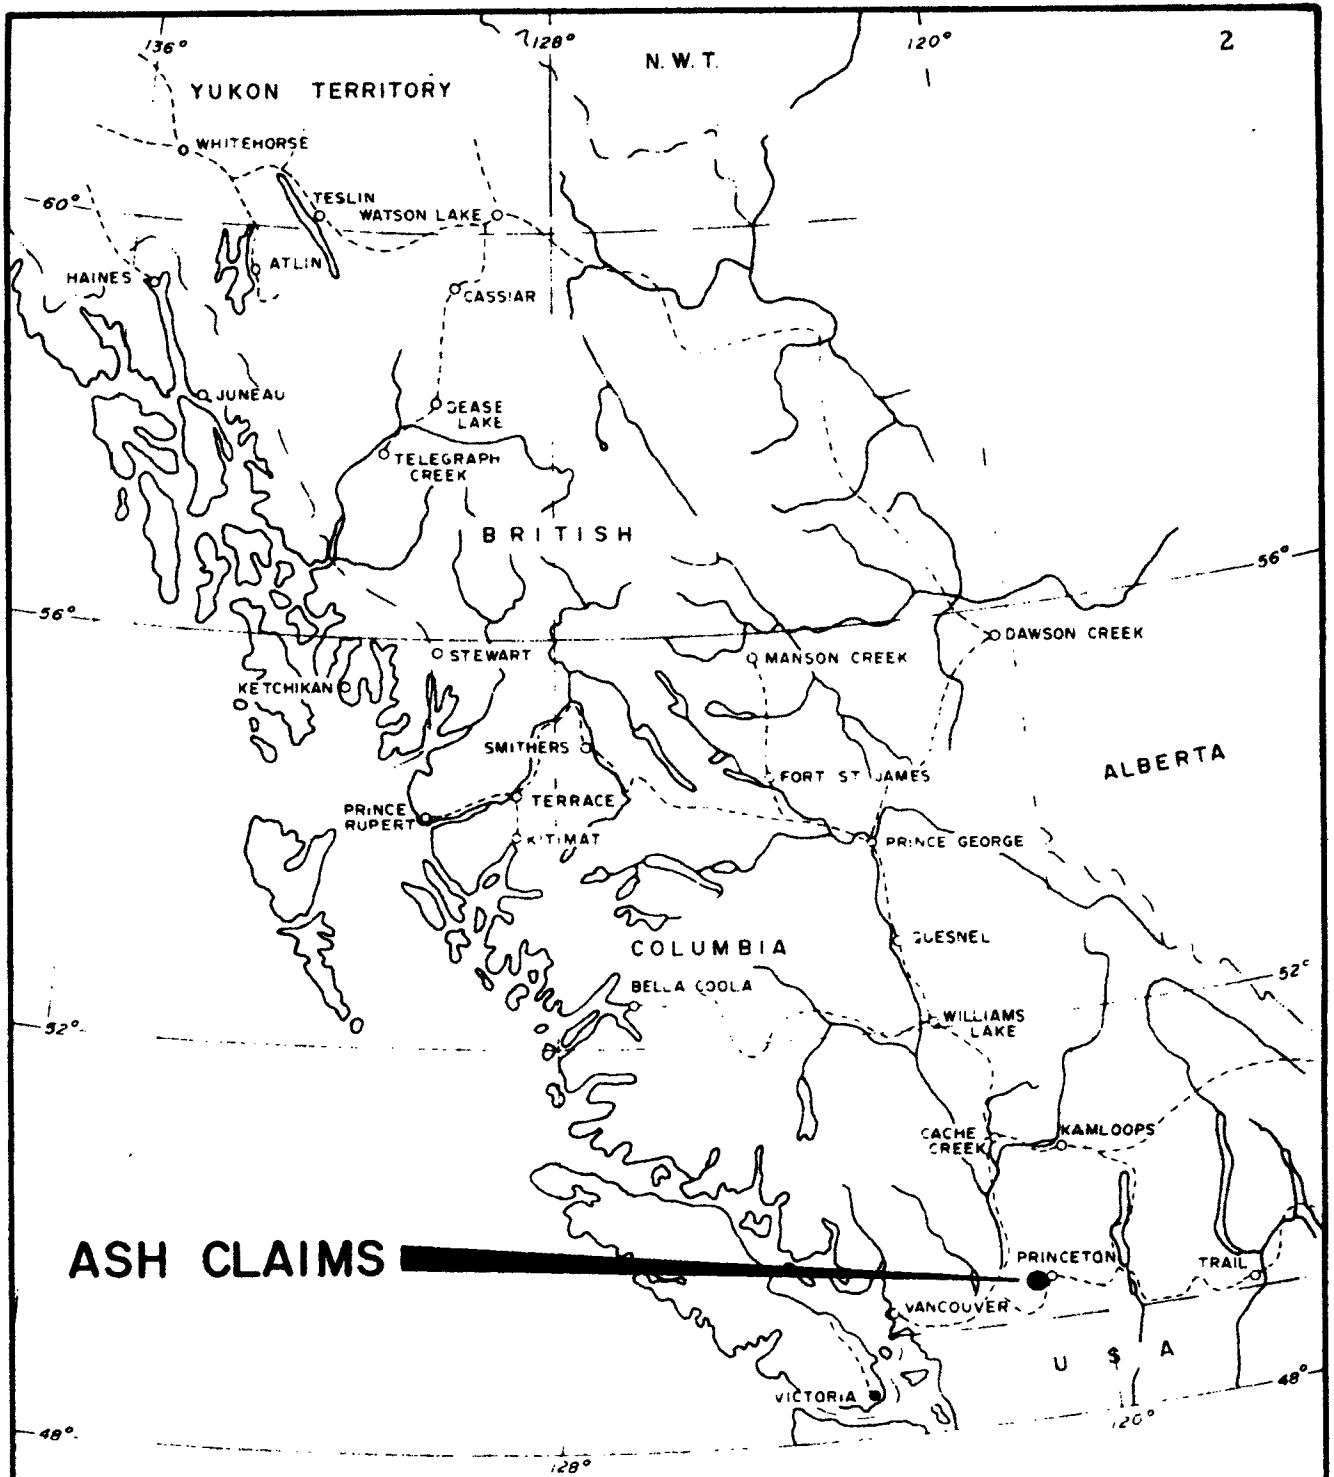 136°
128°
120°
2
N. W. T.
YUKON TERRITORY
WHITEHORSE
60°
TESLIN
WATSON LAKE
ATLIN
HAINES
CASSIAR
JUNEAU
DEASE
LAKE
TELEGRAPH
CREEK
BRITISH
56°
56°
DAWSON CREEK
STEWART
MANSON CREEK
KETCHIKAN
SMITHERS
ALBERTA
FORT ST JAMES
TERRACE
PRINCE
RUPERT
KITIMAT
PRINCE GEORGE
QUESNEL
COLUMBIA
52°
BELLA COOLA
WILLIAMS
LAKE
52°
CACHE
CREEK
KAMLOOPS
ASH CLAIMS
PRINCETON
TRAIL
VANCOUVER
U S A
48°
VICTORIA
120°
48°
128°